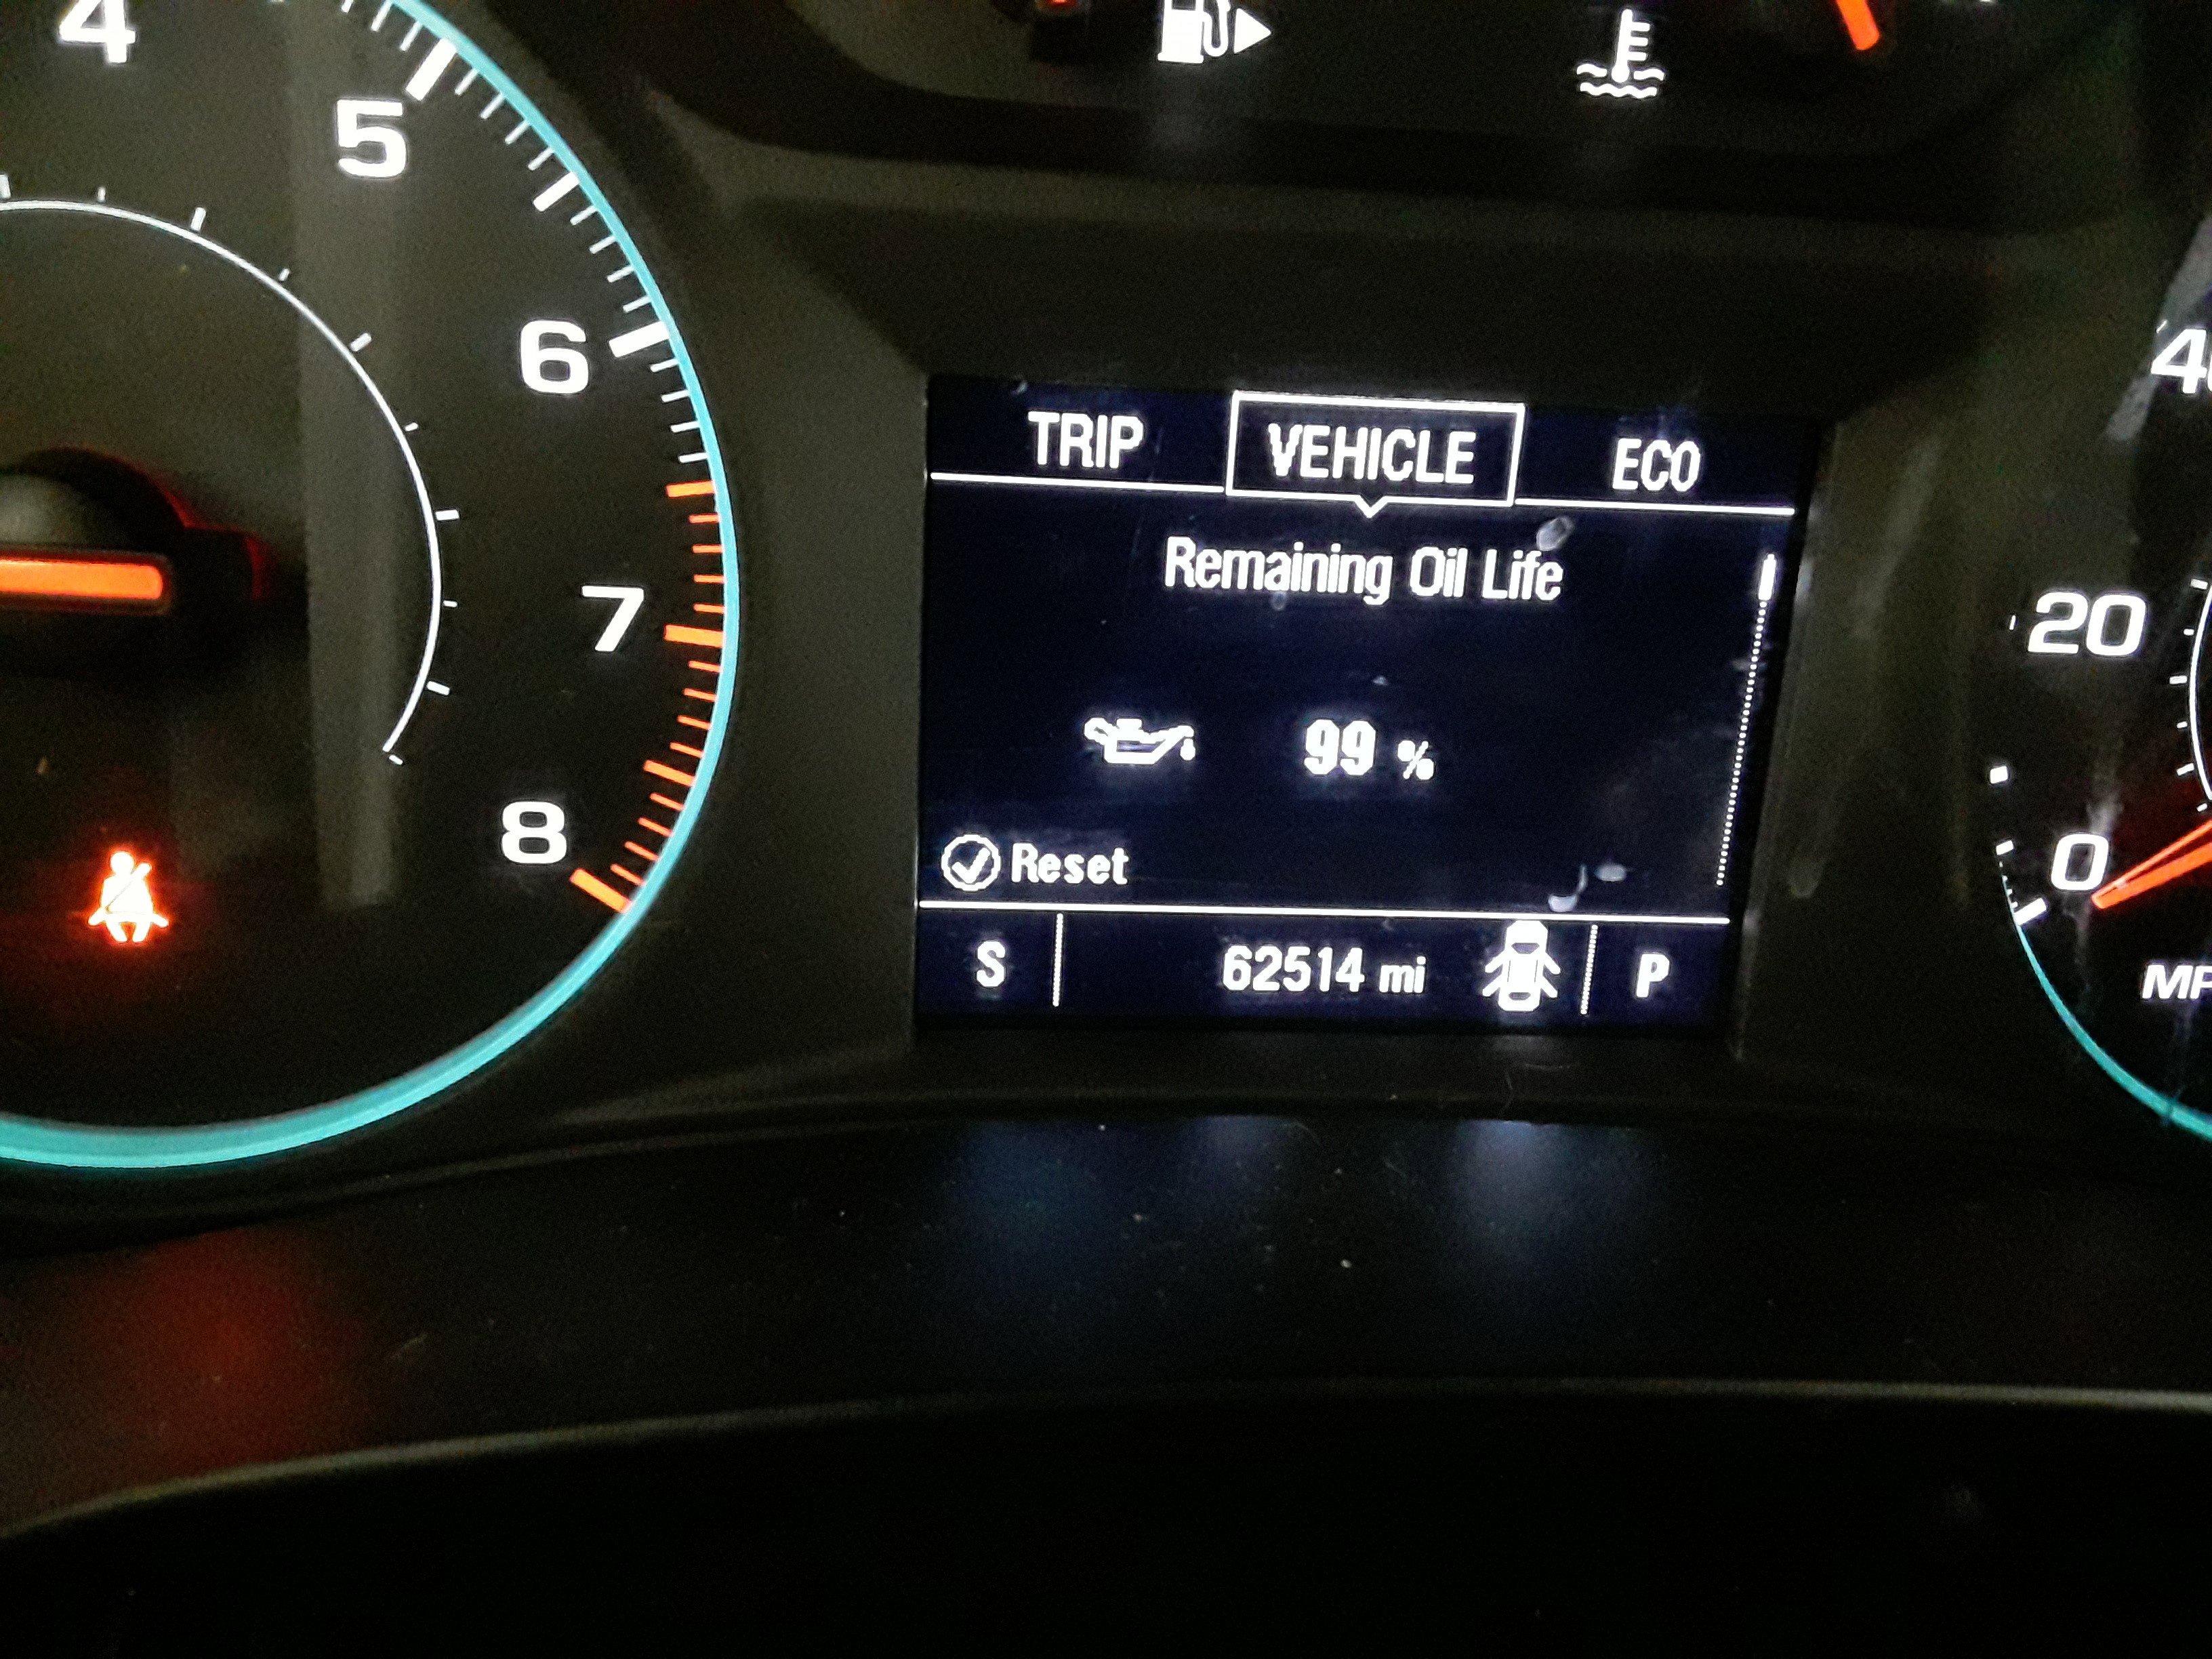 4
5
6
7
8
TRIP VEHICLE ECO
Remaining Oil Life
99 %
Reset
S 62514 mi P
20
0